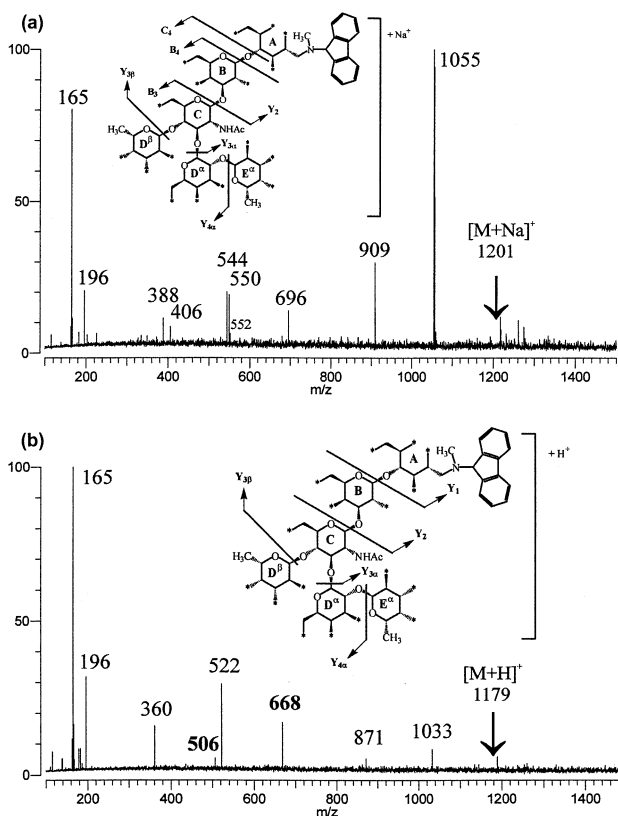 (a)
C4
B4
B3
Y3β
Y2
Y3α
Y4α
A
B
C
Dβ
Dα
Eα
CH3
N
O
NHAc
H3C
CH3
+ Na+
100
50
0
165
196
388
406
544
550
552
696
909
1055
[M+Na]+
1201
200 400 600 800 1000 1200 1400
m/z
(b)
Y3β
Y1
Y2
Y3α
Y4α
A
B
C
Dβ
Dα
Eα
CH3
N
O
NHAc
H3C
CH3
+ H+
100
50
0
165
196
360
506
522
668
871
1033
[M+H]+
1179
200 400 600 800 1000 1200 1400
m/z